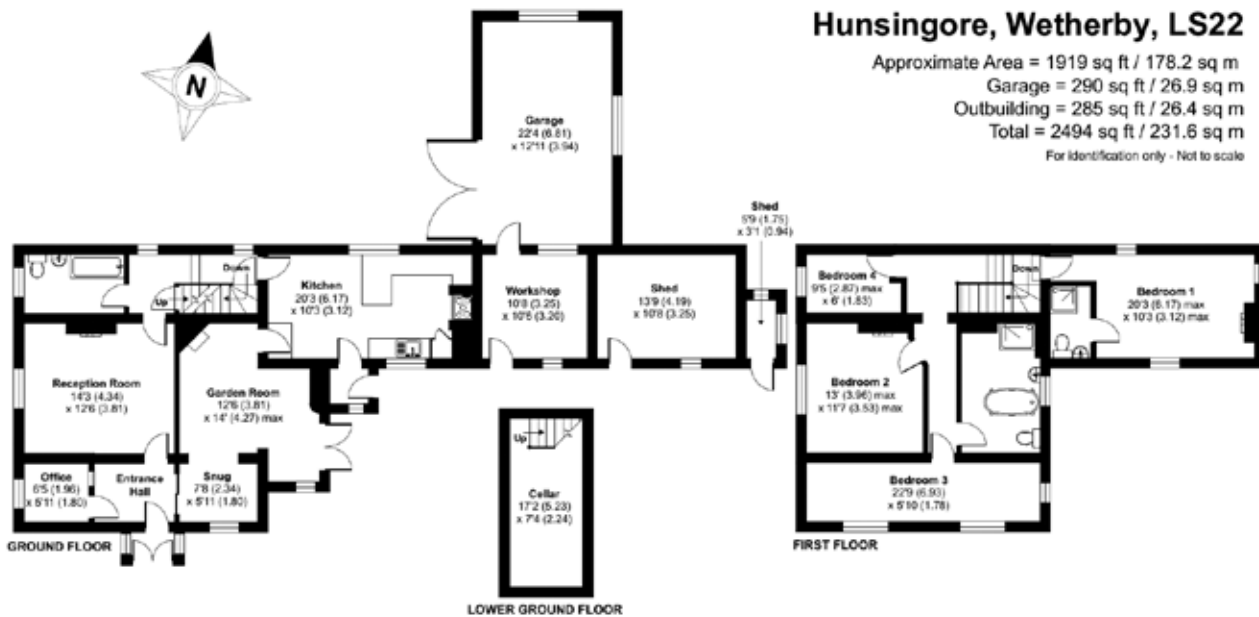 Hunsingore, Wetherby, LS22
Approximate Area = 1919 sq ft / 178.2 sq m
Garage = 290 sq ft / 26.9 sq m
Outbuilding = 285 sq ft / 26.4 sq m
Total = 2494 sq ft / 231.6 sq m
For identification only - Not to scale
N
Garage
22'4 (6.81)
x 12'11 (3.94)
Shed
5'9 (1.75)
x 3'1 (0.94)
Down
Up
Kitchen
20'3 (6.17)
x 10'3 (3.12)
Workshop
10'8 (3.25)
x 10'6 (3.20)
Shed
13'9 (4.19)
x 10'8 (3.25)
Reception Room
14'3 (4.34)
x 12'6 (3.81)
Garden Room
12'6 (3.81)
x 14' (4.27) max
Office
6'5 (1.96)
x 5'11 (1.80)
Entrance
Hall
Snug
7'8 (2.34)
x 5'11 (1.80)
GROUND FLOOR
Up
Cellar
17'2 (5.23)
x 7'4 (2.24)
LOWER GROUND FLOOR
Bedroom 4
9'5 (2.87) max
x 6' (1.83)
Down
Bedroom 1
20'3 (6.17) max
x 10'3 (3.12) max
Bedroom 2
13' (3.96) max
x 11'7 (3.53) max
Bedroom 3
22'9 (6.93)
x 5'10 (1.78)
FIRST FLOOR